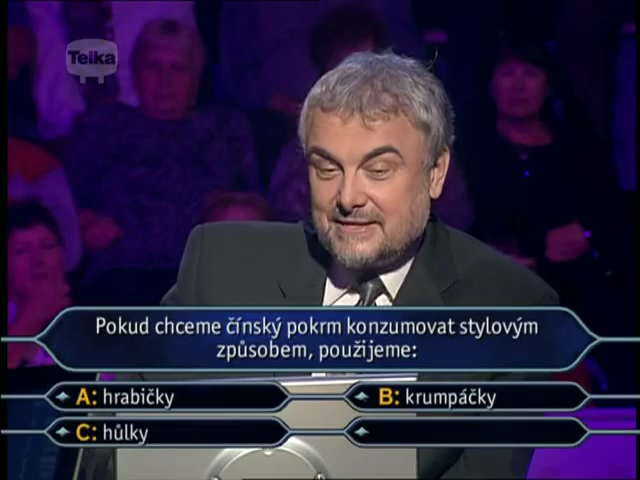 Telka
Pokud chceme čínský pokrm konzumovat stylovým
způsobem, použijeme:
A: hrabičky
B: krumpáčky
C: hůlky